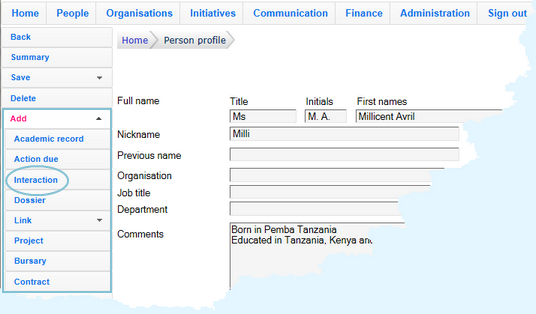 Home People Organisations Initiatives Communication Finance Administration Sign out
Back
Summary
Save
Delete
Add
Academic record
Action due
Interaction
Dossier
Link
Project
Bursary
Contract
Home Person profile
Full name Title Initials First names
Ms M. A. Millicent Avril
Nickname Milli
Previous name
Organisation
Job title
Department
Comments Born in Pemba Tanzania
Educated in Tanzania, Kenya